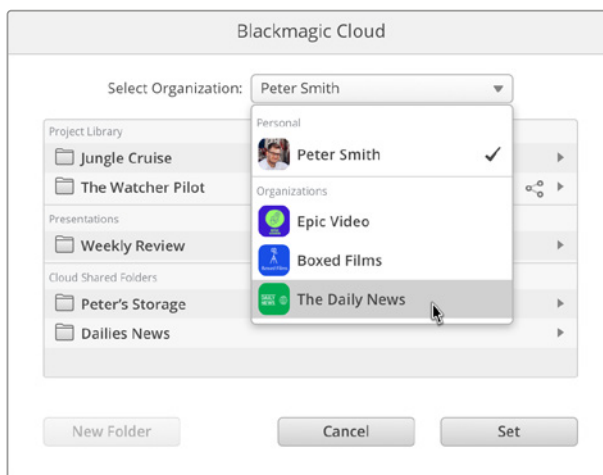 Blackmagic Cloud
Select Organization: Peter Smith
Personal
Peter Smith
Organizations
Epic Video
Boxed Films
The Daily News
Project Library
Jungle Cruise
The Watcher Pilot
Presentations
Weekly Review
Cloud Shared Folders
Peter's Storage
Dailies News
New Folder
Cancel
Set